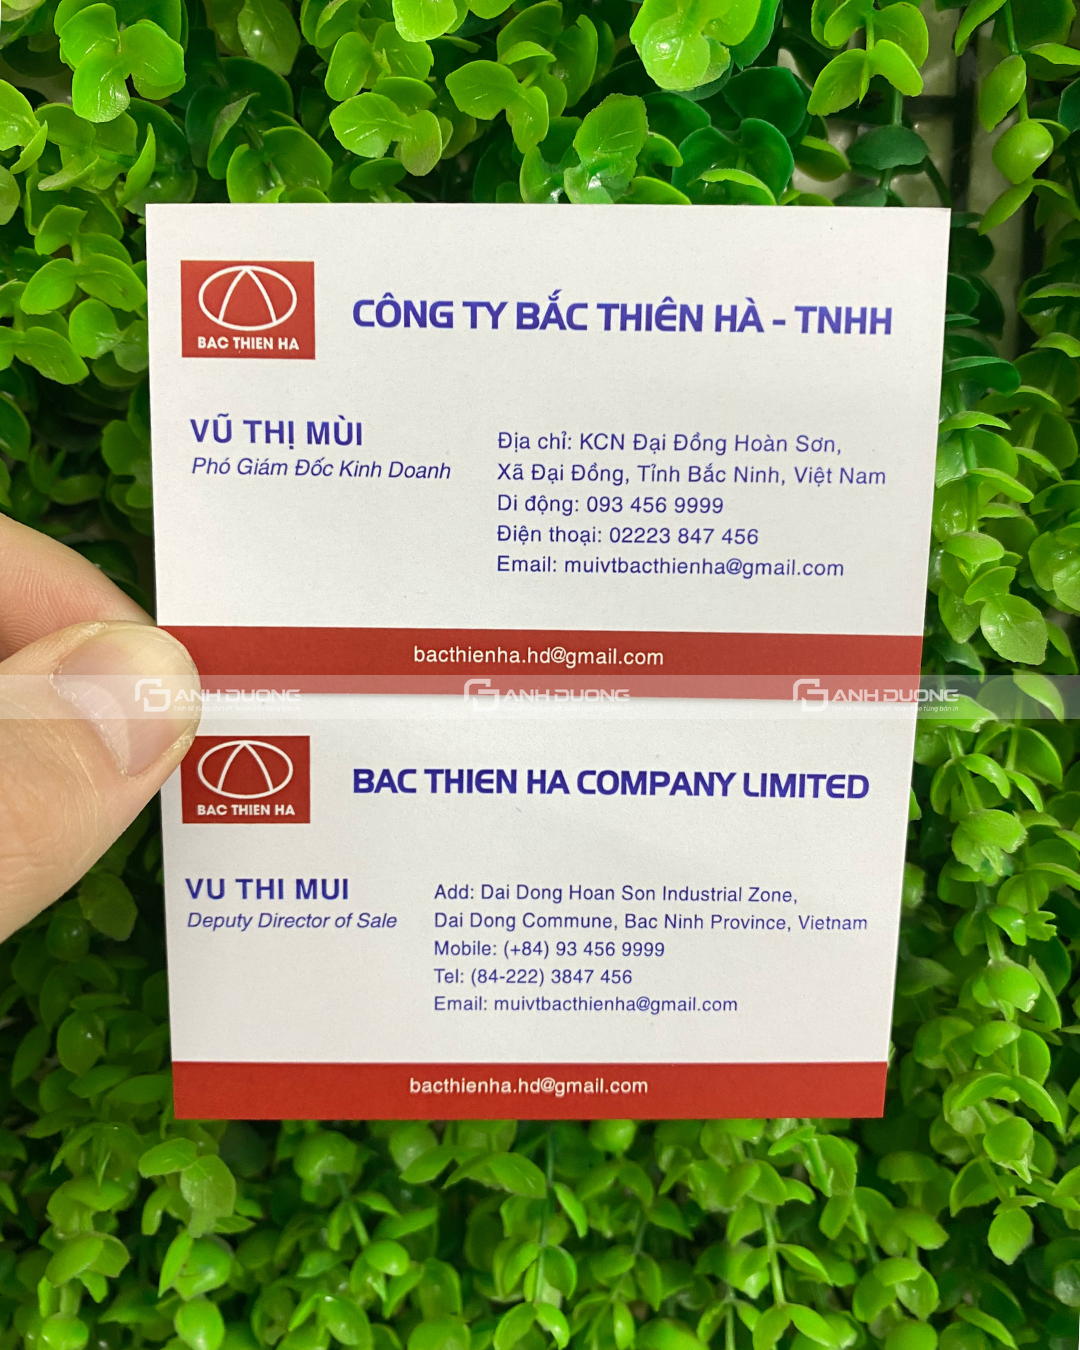 BAC THIEN HA
CÔNG TY BẮC THIÊN HÀ - TNHH
VŨ THỊ MÙI
Phó Giám Đốc Kinh Doanh
Địa chỉ: KCN Đại Đồng Hoàn Sơn,
Xã Đại Đồng, Tỉnh Bắc Ninh, Việt Nam
Di động: 093 456 9999
Điện thoại: 02223 847 456
Email: muivtbacthienha@gmail.com
bacthienha.hd@gmail.com
ANH DUONG ANH DUONG ANH DUONG
BAC THIEN HA
BAC THIEN HA COMPANY LIMITED
VU THI MUI
Deputy Director of Sale
Add: Dai Dong Hoan Son Industrial Zone,
Dai Dong Commune, Bac Ninh Province, Vietnam
Mobile: (+84) 93 456 9999
Tel: (84-222) 3847 456
Email: muivtbacthienha@gmail.com
bacthienha.hd@gmail.com